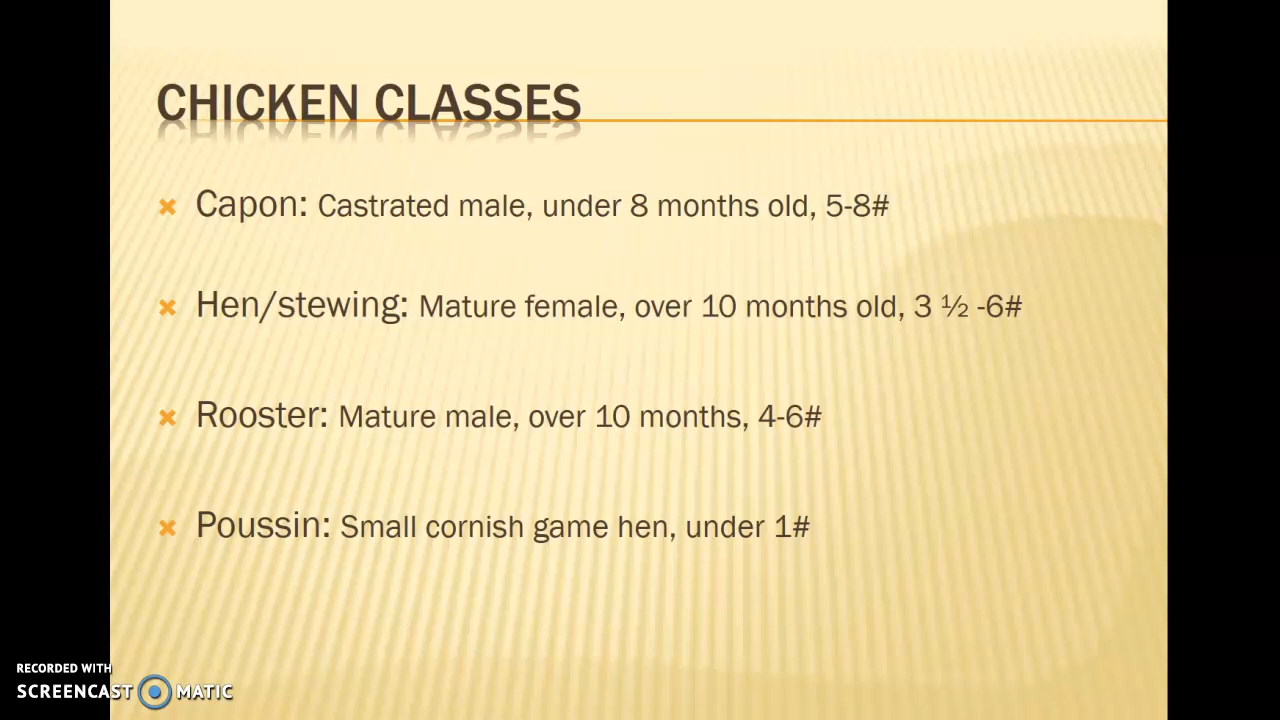 CHICKEN CLASSES
Capon: Castrated male, under 8 months old, 5-8#
Hen/stewing: Mature female, over 10 months old, 3 ½ -6#
Rooster: Mature male, over 10 months, 4-6#
Poussin: Small cornish game hen, under 1#
RECORDED WITH
SCREENCAST MATIC